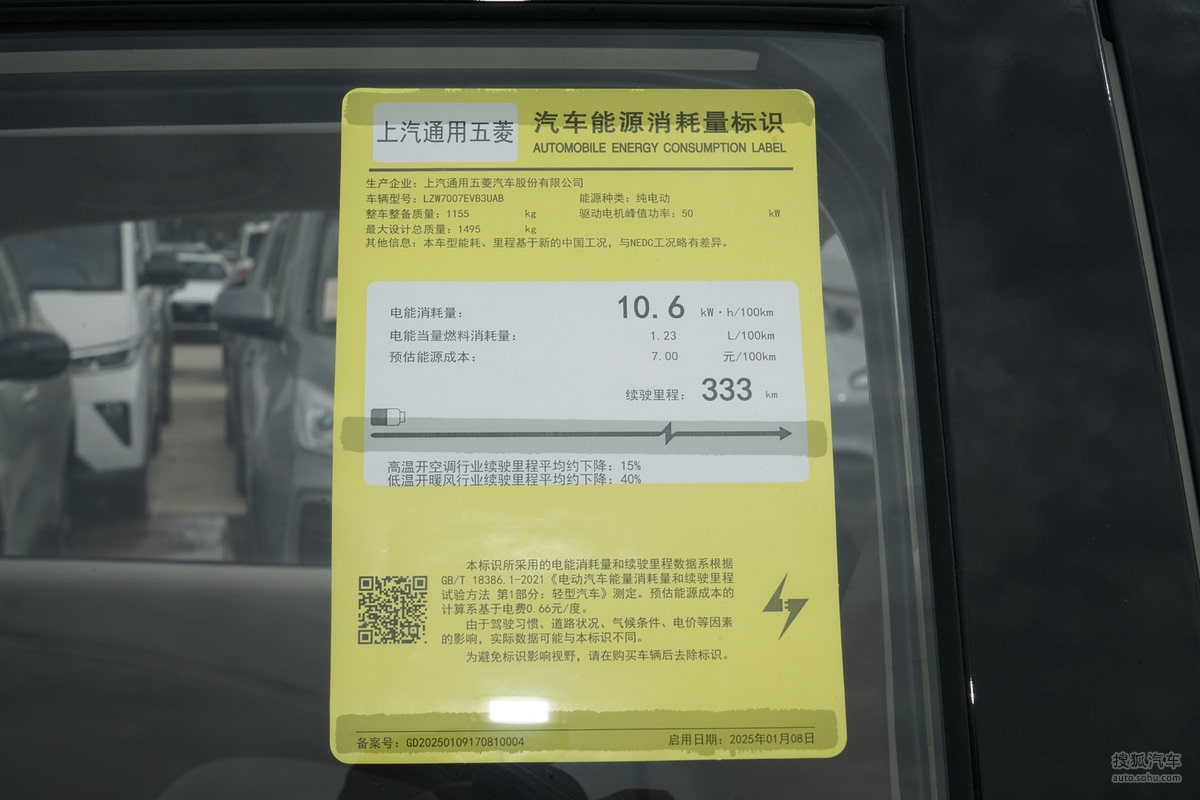 上汽通用五菱
汽车能源消耗量标识
AUTOMOBILE ENERGY CONSUMPTION LABEL
生产企业：上汽通用五菱汽车股份有限公司
车辆型号：LZW7007EVB3UAB 能源种类：纯电动
整车整备质量：1155 kg 驱动电机峰值功率：50 kW
最大设计总质量：1495 kg
其他信息：本车型能耗、里程基于新的中国工况，与NEDC工况略有差异。
电能消耗量： 10.6 kW·h/100km
电能当量燃料消耗量： 1.23 L/100km
预估能源成本： 7.00 元/100km
续驶里程： 333 km
高温开空调行业续驶里程平均约下降：15%
低温开暖风行业续驶里程平均约下降：40%
本标识所采用的电能消耗量和续驶里程数据系根据
GB/T 18386.1-2021《电动汽车能量消耗量和续驶里程
试验方法 第1部分：轻型汽车》测定。预估能源成本的
计算系基于电费0.66元/度。
由于驾驶习惯、道路状况、气候条件、电价等因素
的影响，实际数据可能与本标识不同。
为避免标识影响视野，请在购买车辆后去除标识。
备案号：GD20250109170810004 启用日期：2025年01月08日
搜狐汽车
auto.sohu.com